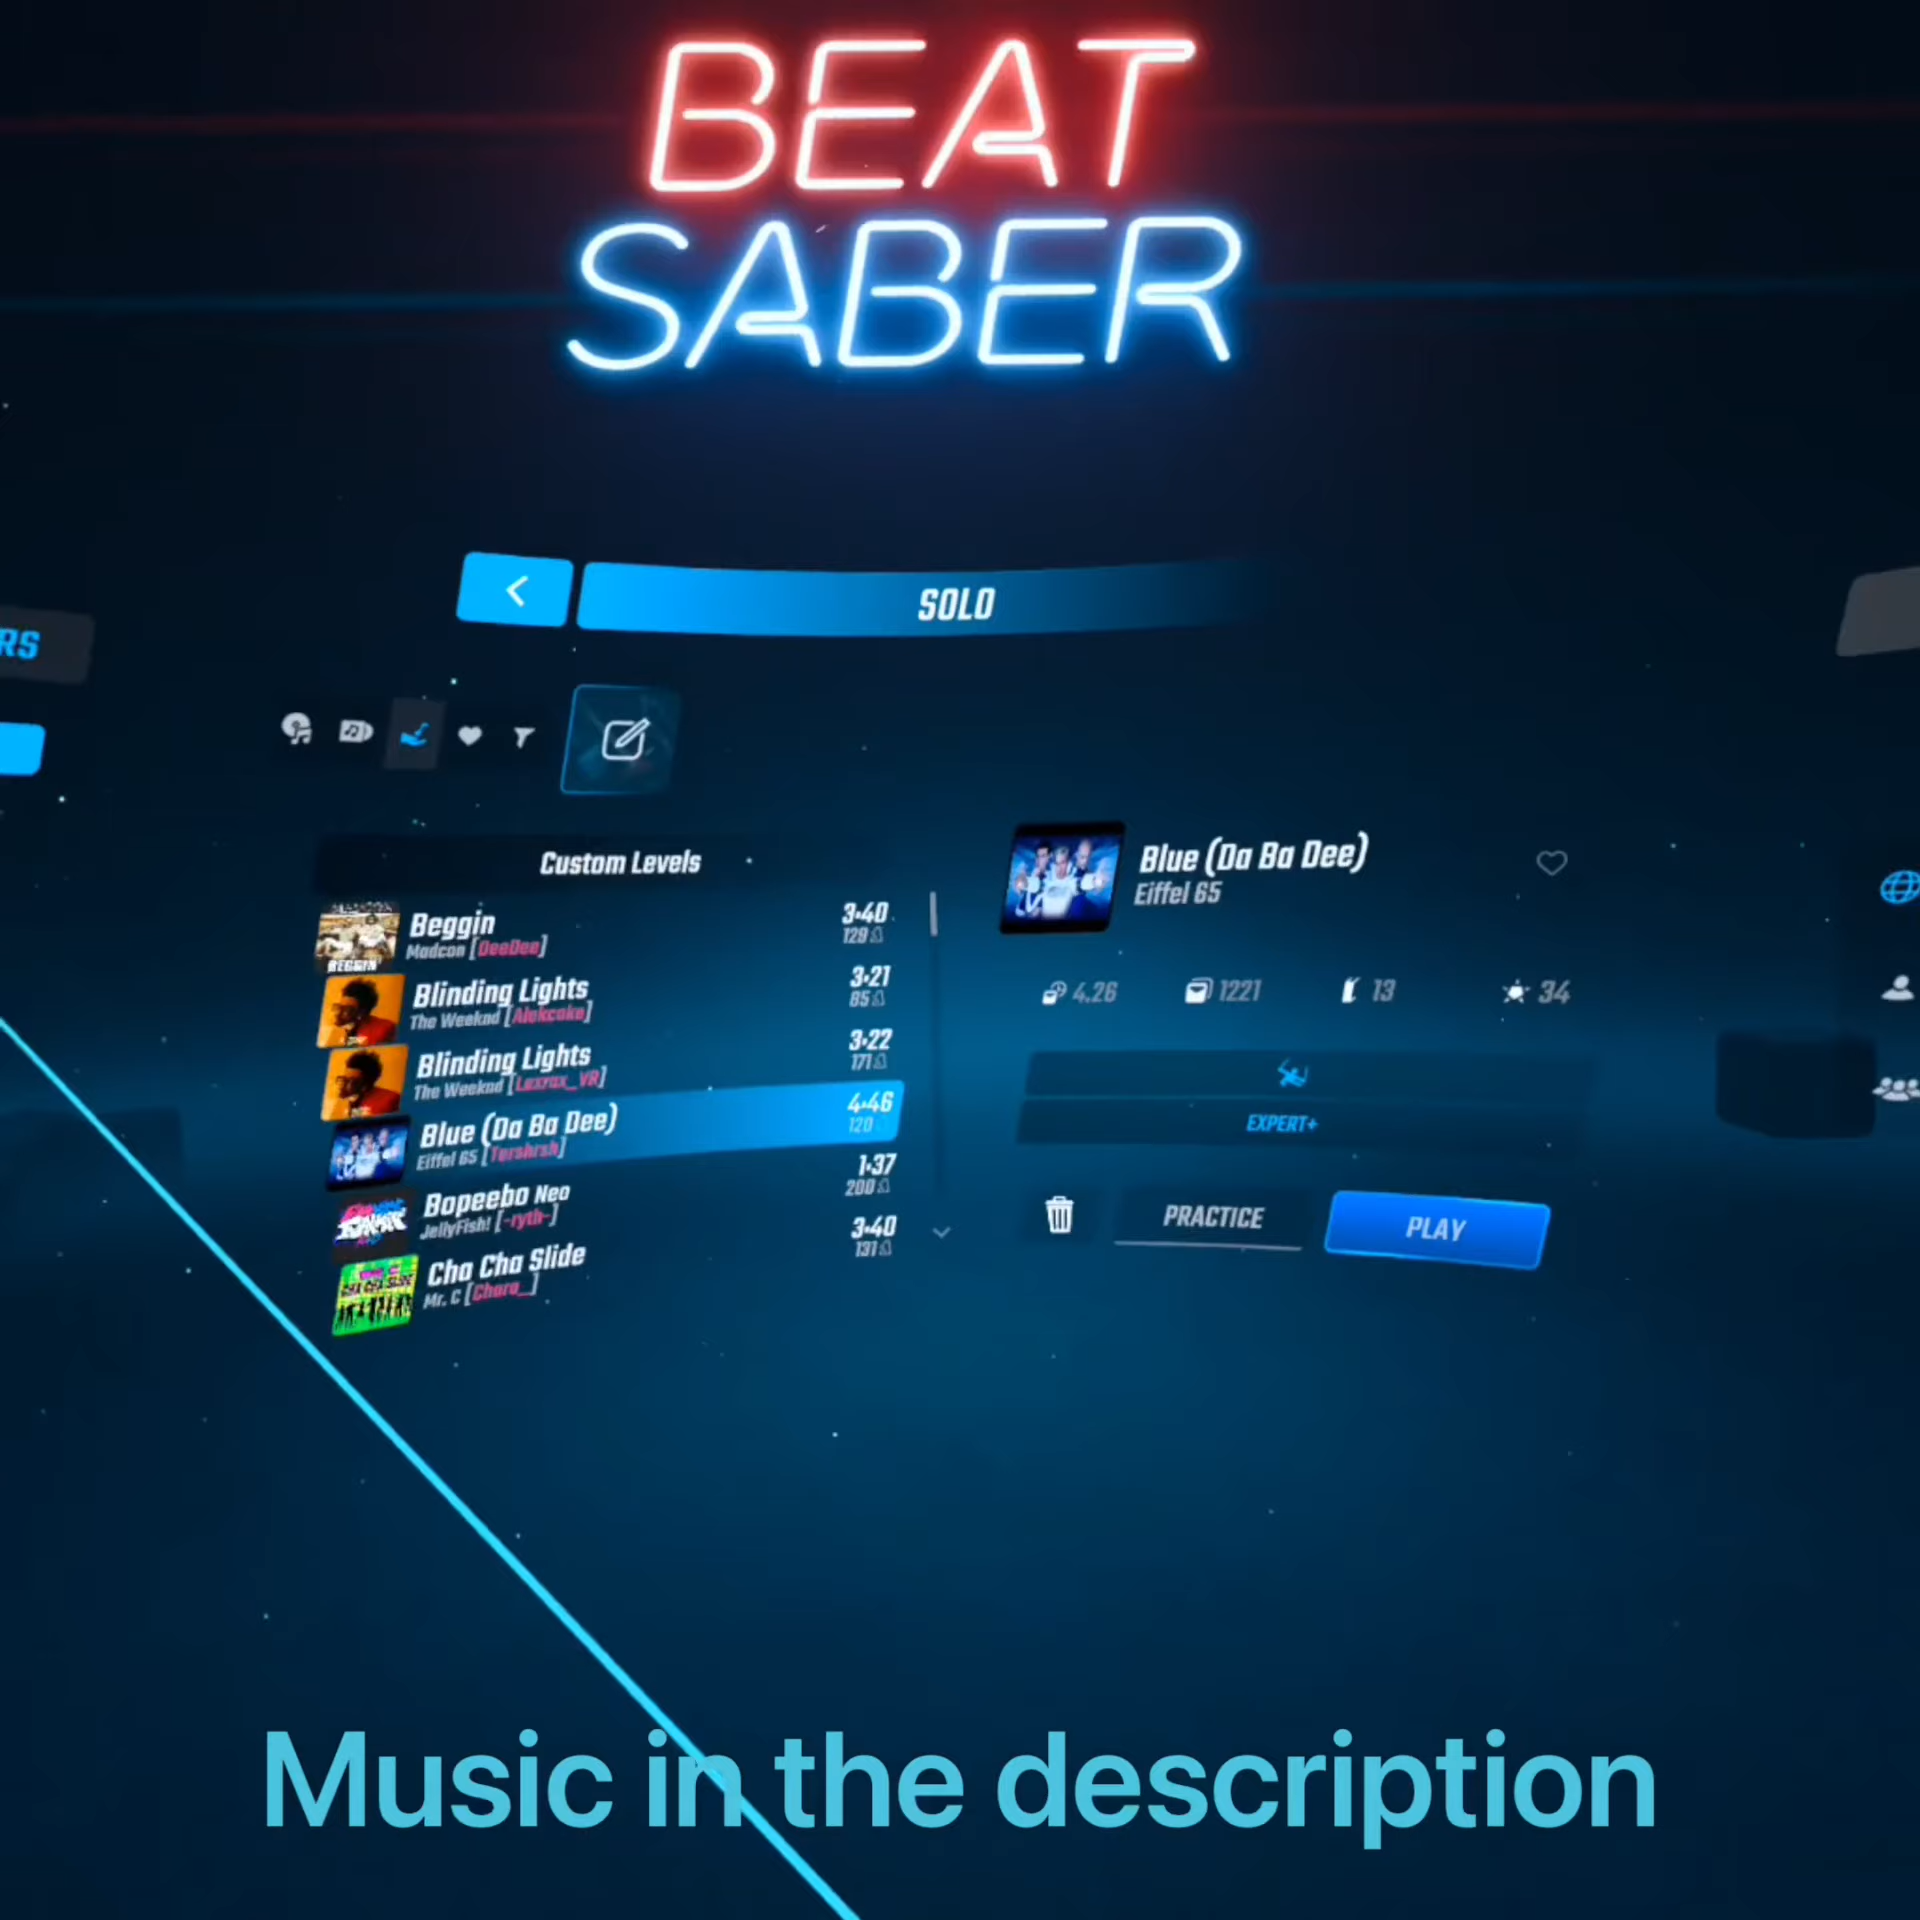 BEAT
SABER
SOLO
RS
Custom Levels
Beggin
Madcon [DeeDee]
3:40
129
BEGGIN'
Blinding Lights
The Weeknd [Alekcake]
3:21
85
Blinding Lights
The Weeknd [Laxrax_VR]
3:22
171
Blue (Da Ba Dee)
Eiffel 65
4:46
120
Bopeebo Neo
JellyFish! [-ryth-]
1:37
200
Cha Cha Slide
Mr. C [Chara_]
3:40
131
Blue (Da Ba Dee)
Eiffel 65
4.26 1221 13 34
EXPERT+
PRACTICE PLAY
Music in the description